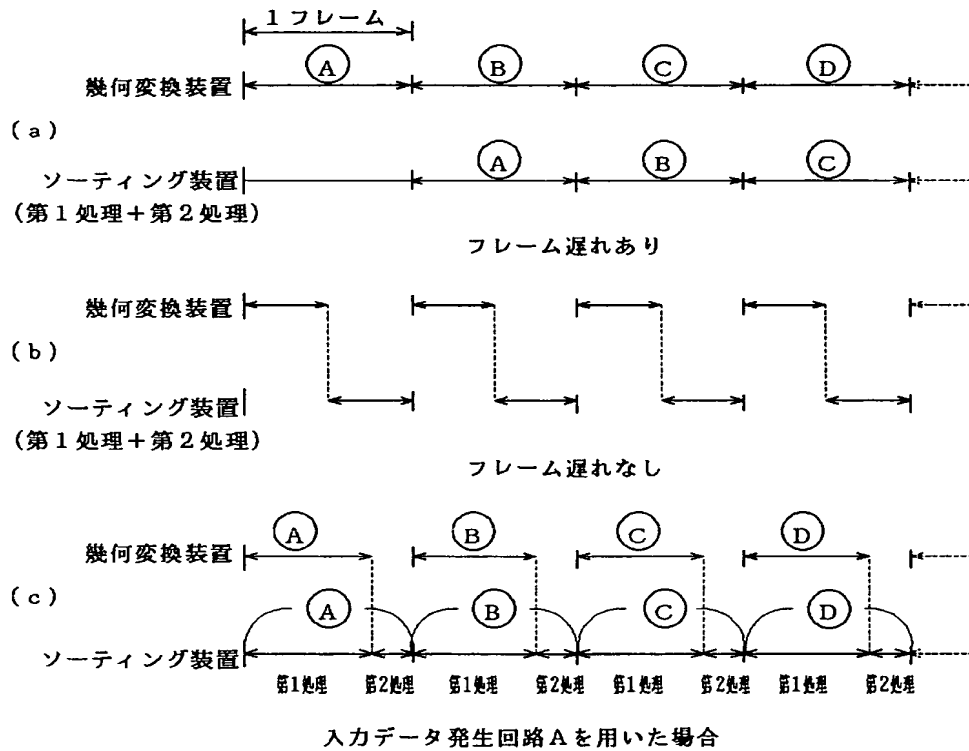 1フレーム
A B C D
幾何変換装置
(a)
A B C
ソーティング装置
(第1処理+第2処理)
フレーム遅れあり
幾何変換装置
(b)
ソーティング装置
(第1処理+第2処理)
フレーム遅れなし
A B C D
幾何変換装置
(c)
A B C D
ソーティング装置
第1処理 第2処理 第1処理 第2処理 第1処理 第2処理 第1処理 第2処理
入力データ発生回路Aを用いた場合